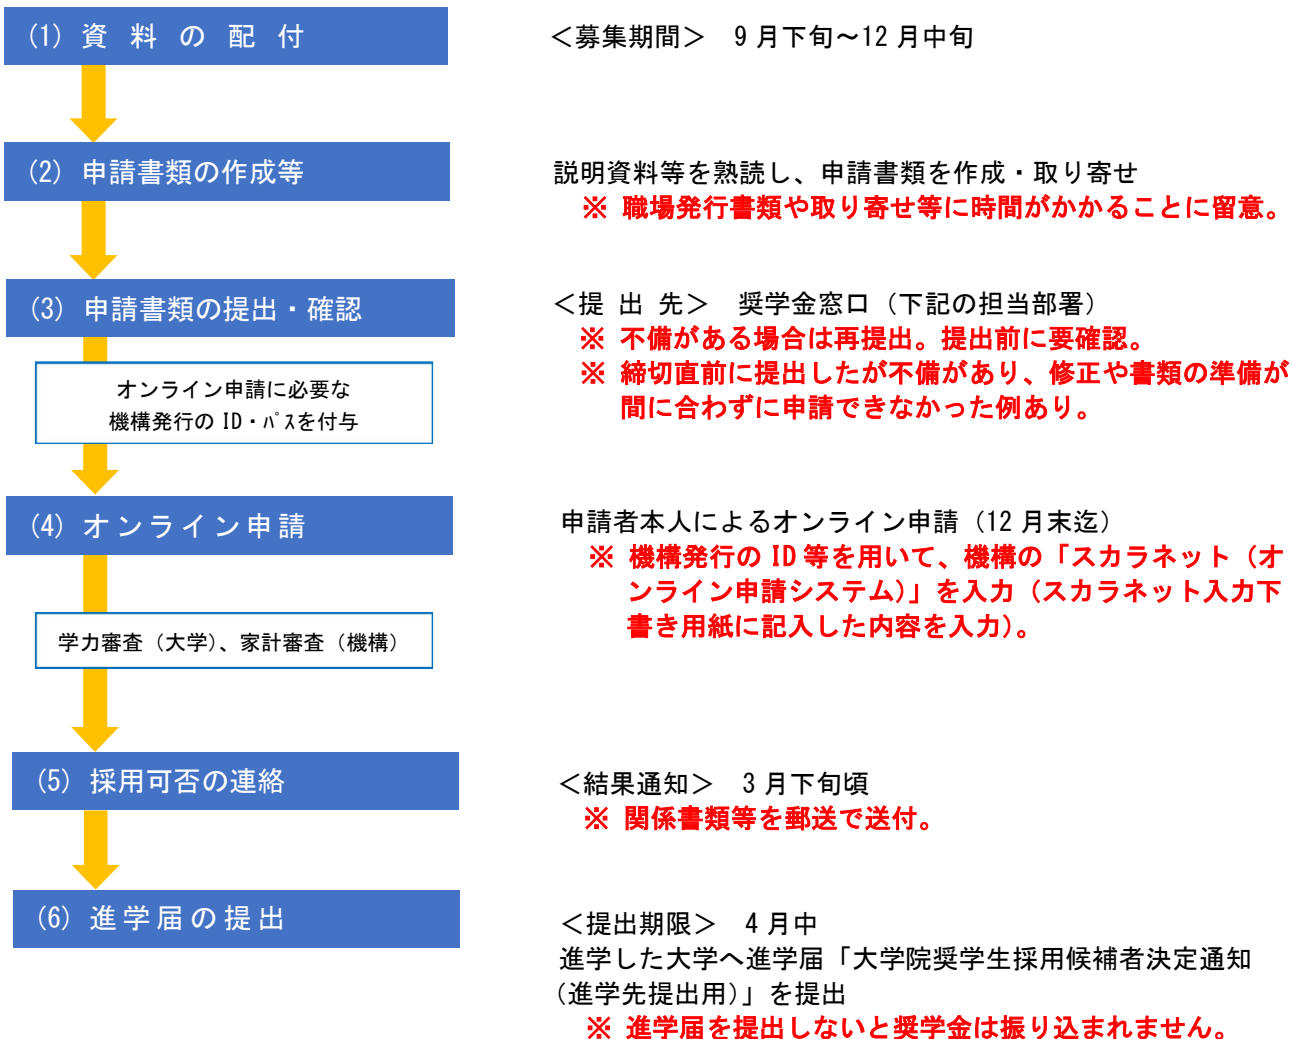 (1) 資料の配付
＜募集期間＞ 9月下旬～12月中旬
(2) 申請書類の作成等
説明資料等を熟読し、申請書類を作成・取り寄せ
※ 職場発行書類や取り寄せ等に時間がかかることに留意。
(3) 申請書類の提出・確認
＜提 出 先＞ 奨学金窓口（下記の担当部署）
※ 不備がある場合は再提出。提出前に要確認。
※ 締切直前に提出したが不備があり、修正や書類の準備が
間に合わずに申請できなかった例あり。
オンライン申請に必要な
機構発行の ID・ﾊﾟｽを付与
(4) オンライン申請
申請者本人によるオンライン申請（12月末迄）
※ 機構発行の ID 等を用いて、機構の「スカラネット（オ
ンライン申請システム）」を入力（スカラネット入力下
書き用紙に記入した内容を入力）。
学力審査（大学）、家計審査（機構）
(5) 採用可否の連絡
＜結果通知＞ 3月下旬頃
※ 関係書類等を郵送で送付。
(6) 進学届の提出
＜提出期限＞ 4月中
進学した大学へ進学届「大学院奨学生採用候補者決定通知
（進学先提出用）」を提出
※ 進学届を提出しないと奨学金は振り込まれません。